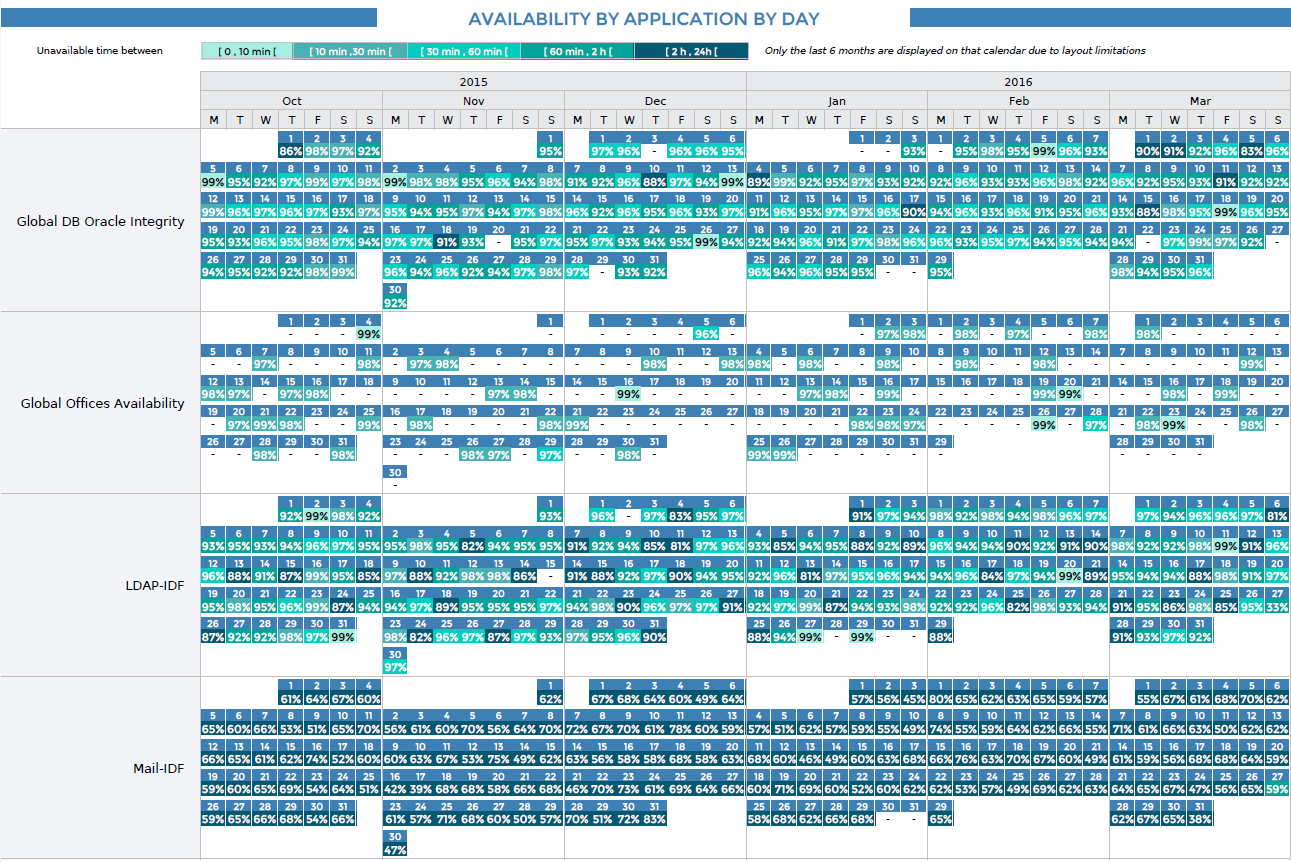 AVAILABILITY BY APPLICATION BY DAY
Unavailable time between [ 0 , 10 min [ [ 10 min ,30 min [ [ 30 min , 60 min [ [ 60 min , 2 h [ [ 2 h , 24h [ Only the last 6 months are displayed on that calendar due to layout limitations
2015 2016
Oct Nov Dec Jan Feb Mar
M T W T F S S M T W T F S S M T W T F S S M T W T F S S M T W T F S S M T W T F S S
Global DB Oracle Integrity
1 2 3 4 1 1 2 3 4 5 6 1 2 3 1 2 3 4 5 6 7 1 2 3 4 5 6
86% 98% 97% 92% 95% 97% 96% - 96% 96% 95% - - 93% - 95% 98% 95% 99% 96% 93% 90% 91% 92% 96% 83% 96%
5 6 7 8 9 10 11 2 3 4 5 6 7 8 7 8 9 10 11 12 13 4 5 6 7 8 9 10 8 9 10 11 12 13 14 7 8 9 10 11 12 13
99% 95% 92% 97% 99% 97% 98% 99% 98% 98% 95% 96% 94% 98% 91% 92% 96% 88% 97% 94% 99% 89% 99% 92% 95% 97% 93% 92% 92% 96% 93% 93% 96% 98% 92% 96% 92% 95% 93% 91% 92% 92%
12 13 14 15 16 17 18 9 10 11 12 13 14 15 14 15 16 17 18 19 20 11 12 13 14 15 16 17 15 16 17 18 19 20 21 14 15 16 17 18 19 20
99% 96% 97% 96% 97% 93% 97% 95% 94% 95% 97% 94% 97% 98% 96% 92% 96% 95% 96% 93% 97% 91% 96% 95% 97% 97% 96% 90% 94% 96% 93% 96% 91% 95% 96% 93% 88% 98% 95% 99% 96% 95%
19 20 21 22 23 24 25 16 17 18 19 20 21 22 21 22 23 24 25 26 27 18 19 20 21 22 23 24 22 23 24 25 26 27 28 21 22 23 24 25 26 27
95% 93% 96% 95% 98% 97% 94% 97% 97% 91% 93% - 95% 97% 95% 97% 93% 94% 95% 99% 94% 92% 94% 96% 91% 97% 98% 96% 96% 93% 95% 97% 94% 95% 94% 94% - 97% 99% 97% 92% -
26 27 28 29 30 31 23 24 25 26 27 28 29 28 29 30 31 25 26 27 28 29 30 31 29 28 29 30 31
94% 95% 92% 92% 98% 99% 96% 94% 96% 92% 94% 97% 98% 97% - 93% 92% 96% 94% 96% 95% 95% - - 95% 98% 94% 95% 96%
30
92%
Global Offices Availability
1 2 3 4 1 1 2 3 4 5 6 1 2 3 1 2 3 4 5 6 7 1 2 3 4 5 6
- - - 99% - - - - - 96% - - 97% 98% - 98% - 97% - - 98% 98% - - - - -
5 6 7 8 9 10 11 2 3 4 5 6 7 8 7 8 9 10 11 12 13 4 5 6 7 8 9 10 8 9 10 11 12 13 14 7 8 9 10 11 12 13
- - 97% - - - 98% - 97% 98% - - - - - - - 98% - - 98% 98% - 98% - - 98% - - 98% - - 98% - - - - - - - 99% -
12 13 14 15 16 17 18 9 10 11 12 13 14 15 14 15 16 17 18 19 20 11 12 13 14 15 16 17 15 16 17 18 19 20 21 14 15 16 17 18 19 20
98% 97% - 97% 98% - - - - - - 97% 98% - - - 99% - - - - - - 97% 98% - 99% - - - - - 99% 99% - - - 98% - 99% - -
19 20 21 22 23 24 25 16 17 18 19 20 21 22 21 22 23 24 25 26 27 18 19 20 21 22 23 24 22 23 24 25 26 27 28 21 22 23 24 25 26 27
- 97% 99% 98% - - 99% - 98% - - - - 98% 99% - - - - - - - - - - 98% 98% 97% - - - - 99% - 97% - 98% 99% - - 98% -
26 27 28 29 30 31 23 24 25 26 27 28 29 28 29 30 31 25 26 27 28 29 30 31 29 28 29 30 31
- - 98% - - 98% - - - 98% 97% - 97% - - 98% - 99% 99% - - - - - - - - - -
30
-
LDAP-IDF
1 2 3 4 1 1 2 3 4 5 6 1 2 3 1 2 3 4 5 6 7 1 2 3 4 5 6
92% 99% 98% 92% 93% 96% - 97% 83% 95% 97% 91% 97% 94% 98% 92% 98% 94% 98% 96% 97% 97% 94% 96% 96% 97% 81%
5 6 7 8 9 10 11 2 3 4 5 6 7 8 7 8 9 10 11 12 13 4 5 6 7 8 9 10 8 9 10 11 12 13 14 7 8 9 10 11 12 13
93% 95% 93% 94% 96% 97% 95% 95% 98% 95% 82% 94% 95% 95% 91% 92% 94% 85% 81% 97% 96% 93% 85% 94% 95% 88% 92% 89% 96% 94% 94% 90% 92% 91% 90% 98% 92% 92% 98% 99% 91% 96%
12 13 14 15 16 17 18 9 10 11 12 13 14 15 14 15 16 17 18 19 20 11 12 13 14 15 16 17 15 16 17 18 19 20 21 14 15 16 17 18 19 20
96% 88% 91% 87% 99% 95% 85% 97% 88% 92% 98% 98% 86% - 91% 88% 92% 97% 90% 94% 95% 92% 96% 81% 97% 95% 96% 94% 94% 96% 84% 97% 94% 99% 89% 95% 94% 94% 88% 98% 91% 97%
19 20 21 22 23 24 25 16 17 18 19 20 21 22 21 22 23 24 25 26 27 18 19 20 21 22 23 24 22 23 24 25 26 27 28 21 22 23 24 25 26 27
95% 98% 95% 96% 99% 87% 94% 94% 97% 89% 95% 95% 95% 97% 94% 98% 90% 96% 97% 97% 91% 92% 97% 99% 87% 94% 93% 98% 92% 92% 96% 82% 98% 93% 94% 91% 95% 86% 98% 85% 95% 33%
26 27 28 29 30 31 23 24 25 26 27 28 29 28 29 30 31 25 26 27 28 29 30 31 29 28 29 30 31
87% 92% 92% 98% 97% 99% 98% 82% 96% 97% 87% 97% 93% 97% 95% 96% 90% 88% 94% 99% - 99% - - 88% 91% 93% 97% 92%
30
97%
Mail-IDF
1 2 3 4 1 1 2 3 4 5 6 1 2 3 1 2 3 4 5 6 7 1 2 3 4 5 6
61% 64% 67% 60% 62% 67% 68% 64% 60% 49% 64% 57% 56% 45% 80% 65% 62% 63% 65% 59% 57% 55% 67% 61% 68% 70% 62%
5 6 7 8 9 10 11 2 3 4 5 6 7 8 7 8 9 10 11 12 13 4 5 6 7 8 9 10 8 9 10 11 12 13 14 7 8 9 10 11 12 13
65% 60% 66% 53% 51% 65% 70% 56% 61% 60% 70% 56% 64% 70% 72% 67% 70% 61% 78% 60% 59% 57% 51% 62% 57% 59% 55% 49% 74% 55% 59% 64% 62% 66% 55% 71% 61% 66% 63% 50% 62% 62%
12 13 14 15 16 17 18 9 10 11 12 13 14 15 14 15 16 17 18 19 20 11 12 13 14 15 16 17 15 16 17 18 19 20 21 14 15 16 17 18 19 20
66% 65% 61% 62% 74% 52% 60% 60% 63% 67% 53% 75% 49% 62% 63% 56% 58% 58% 68% 58% 63% 68% 60% 46% 49% 60% 63% 68% 66% 76% 63% 70% 67% 60% 49% 61% 59% 56% 68% 68% 64% 59%
19 20 21 22 23 24 25 16 17 18 19 20 21 22 21 22 23 24 25 26 27 18 19 20 21 22 23 24 22 23 24 25 26 27 28 21 22 23 24 25 26 27
59% 60% 65% 69% 54% 64% 51% 42% 39% 68% 68% 58% 66% 68% 46% 70% 73% 61% 69% 64% 66% 60% 71% 69% 60% 52% 60% 62% 62% 53% 57% 49% 69% 62% 63% 60% 65% 67% 47% 56% 65% 59%
26 27 28 29 30 31 23 24 25 26 27 28 29 28 29 30 31 25 26 27 28 29 30 31 29 28 29 30 31
59% 65% 66% 68% 54% 66% 61% 57% 71% 68% 60% 50% 57% 70% 51% 72% 83% 58% 68% 62% 66% 68% - - 65% 62% 67% 65% 38%
30
47%